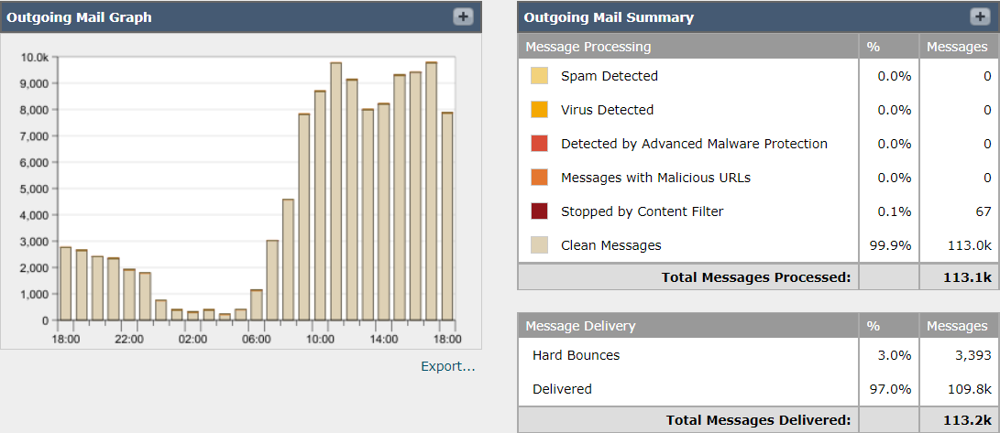 Outgoing Mail Graph
10.0k
9,000
8,000
7,000
6,000
5,000
4,000
3,000
2,000
1,000
0
18:00 22:00 02:00 06:00 10:00 14:00 18:00
Export...
Outgoing Mail Summary
Message Processing % Messages
Spam Detected 0.0% 0
Virus Detected 0.0% 0
Detected by Advanced Malware Protection 0.0% 0
Messages with Malicious URLs 0.0% 0
Stopped by Content Filter 0.1% 67
Clean Messages 99.9% 113.0k
Total Messages Processed: 113.1k
Message Delivery % Messages
Hard Bounces 3.0% 3,393
Delivered 97.0% 109.8k
Total Messages Delivered: 113.2k